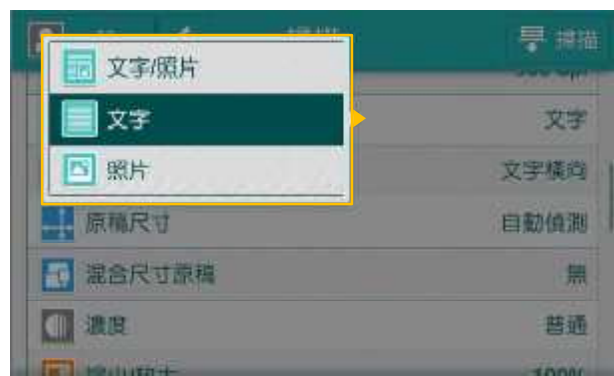 掃描
文字/照片
文字
文字
照片
文字橫向
原稿尺寸
自動偵測
混合尺寸原稿
無
濃度
普通
100%